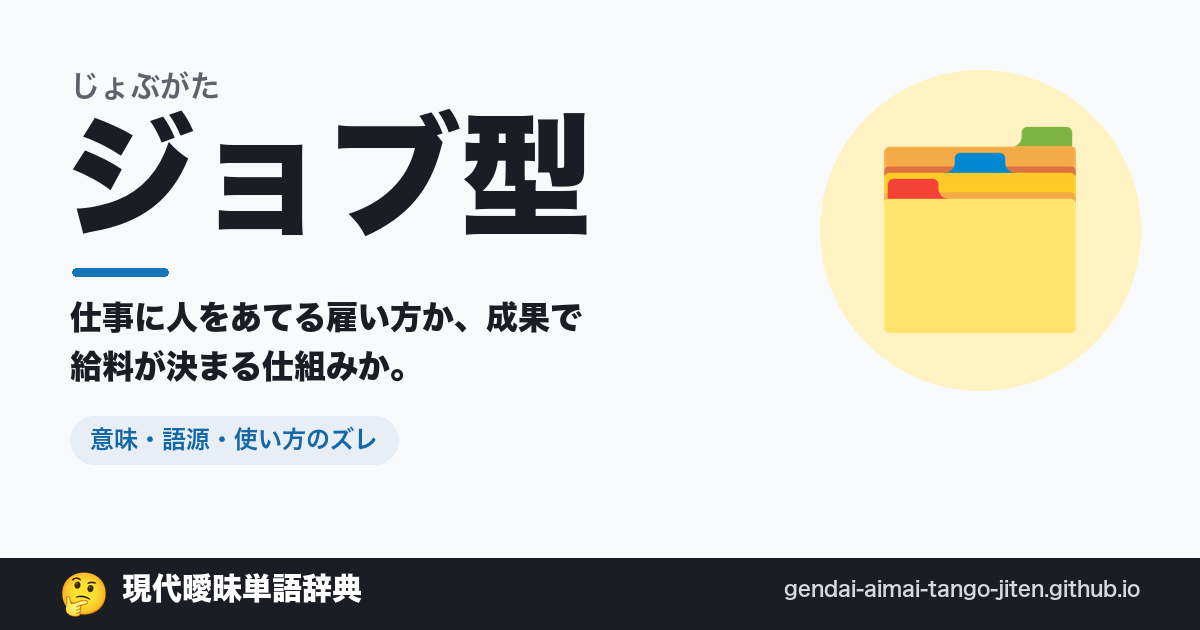 じょぶがた
ジョブ型
仕事に人をあてる雇い方か、成果で
給料が決まる仕組みか。
意味・語源・使い方のズレ
現代曖昧単語辞典
gendai-aimai-tango-jiten.github.io